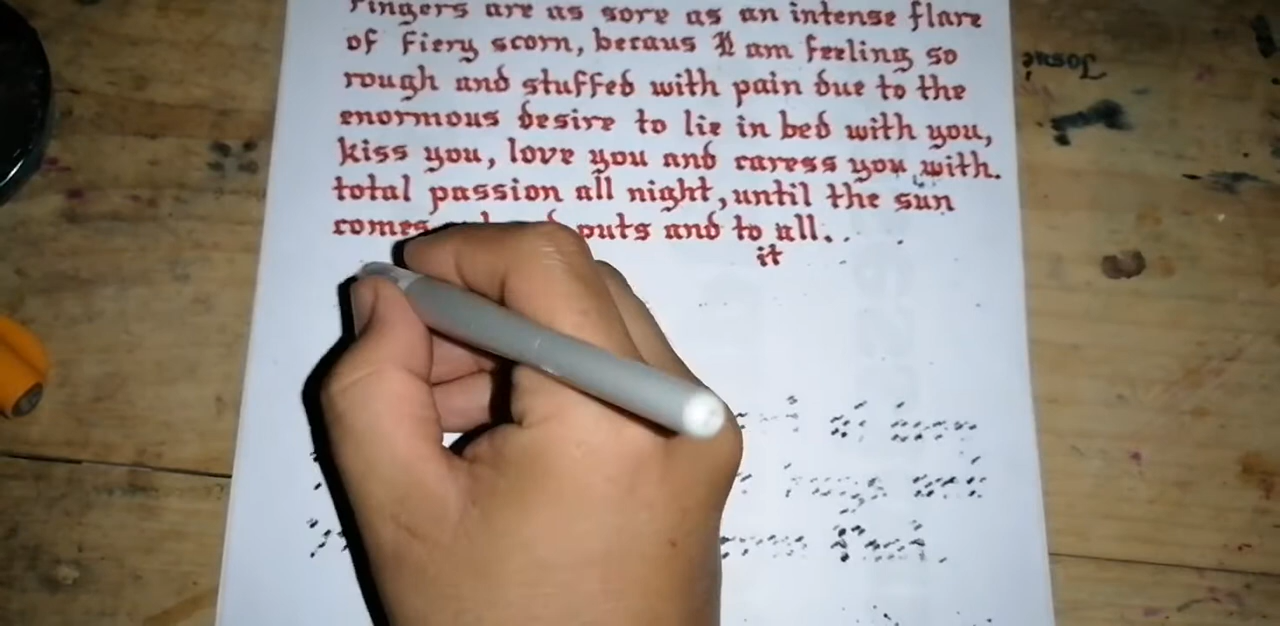 Fingers are as sore as an intense flare
of fiery scorn, becaus I am feeling so
rough and stuffed with pain due to the
enormous desire to lie in bed with you,
kiss you, love you and caress you with.
total passion all night, until the sun
comes puts and to all..
it
Josué